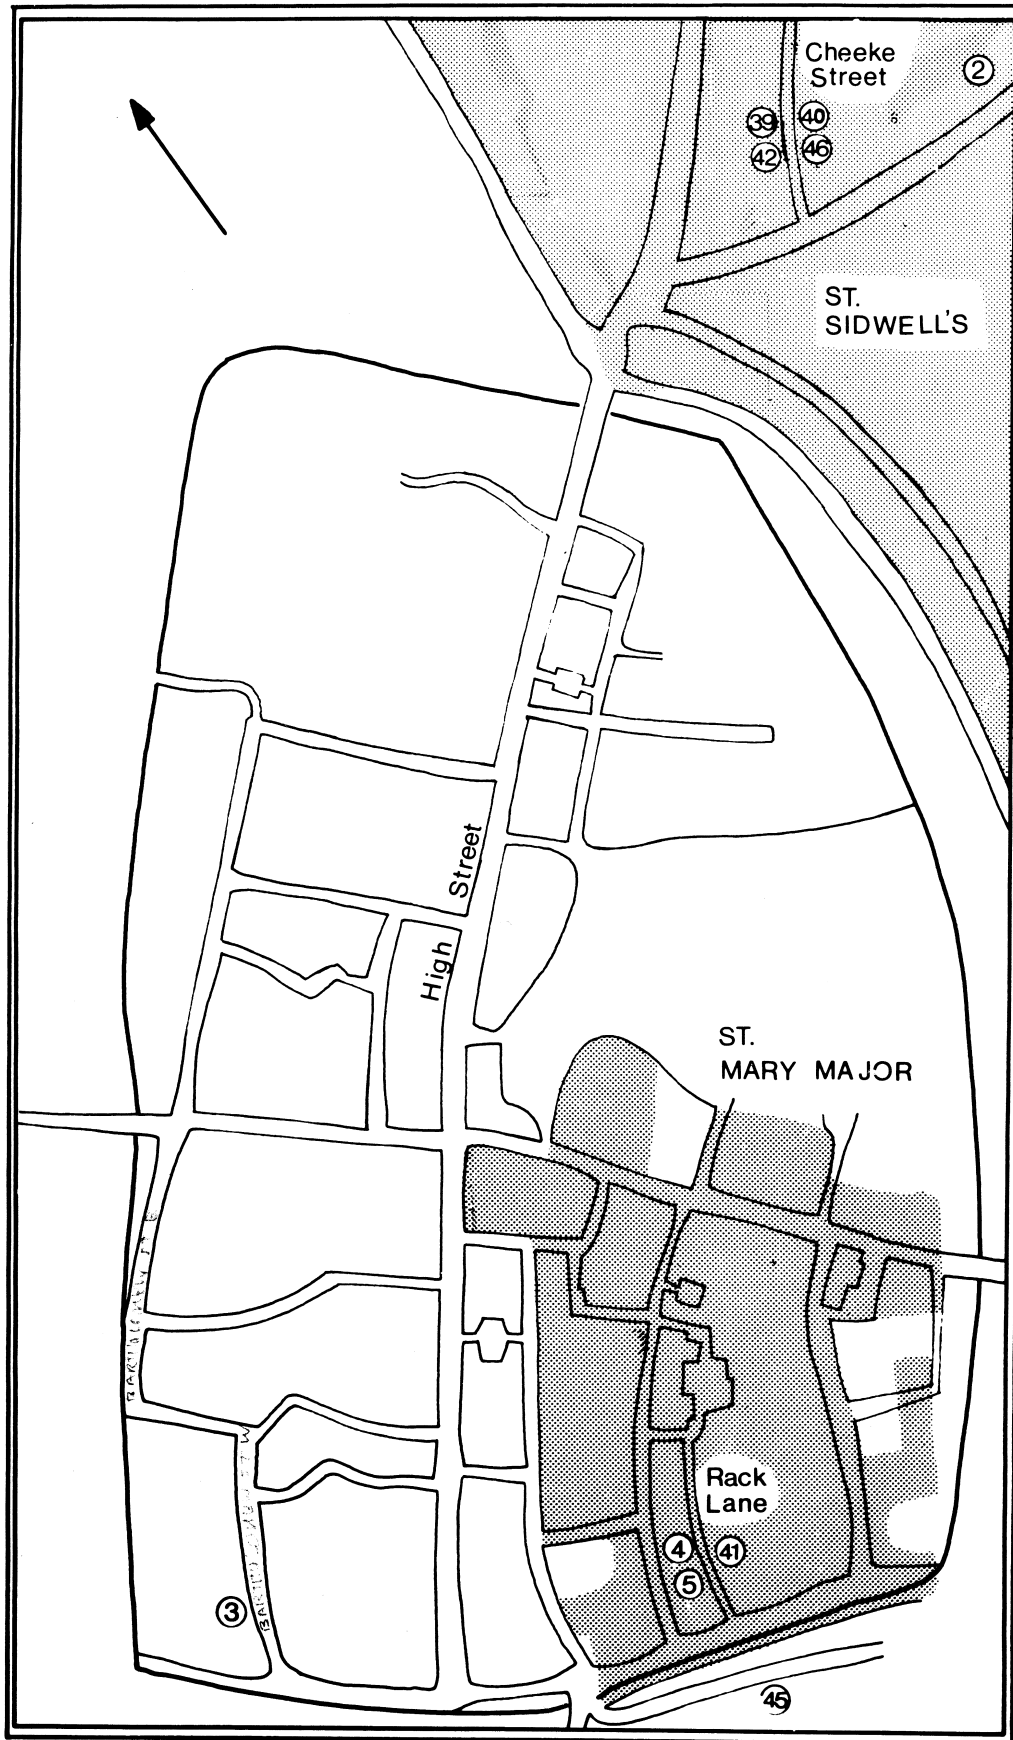 Cheeke
Street
2
39
40
42
46
ST.
SIDWELL'S
Street
High
ST.
MARY MAJOR
Rack
Lane
4
41
5
3
45